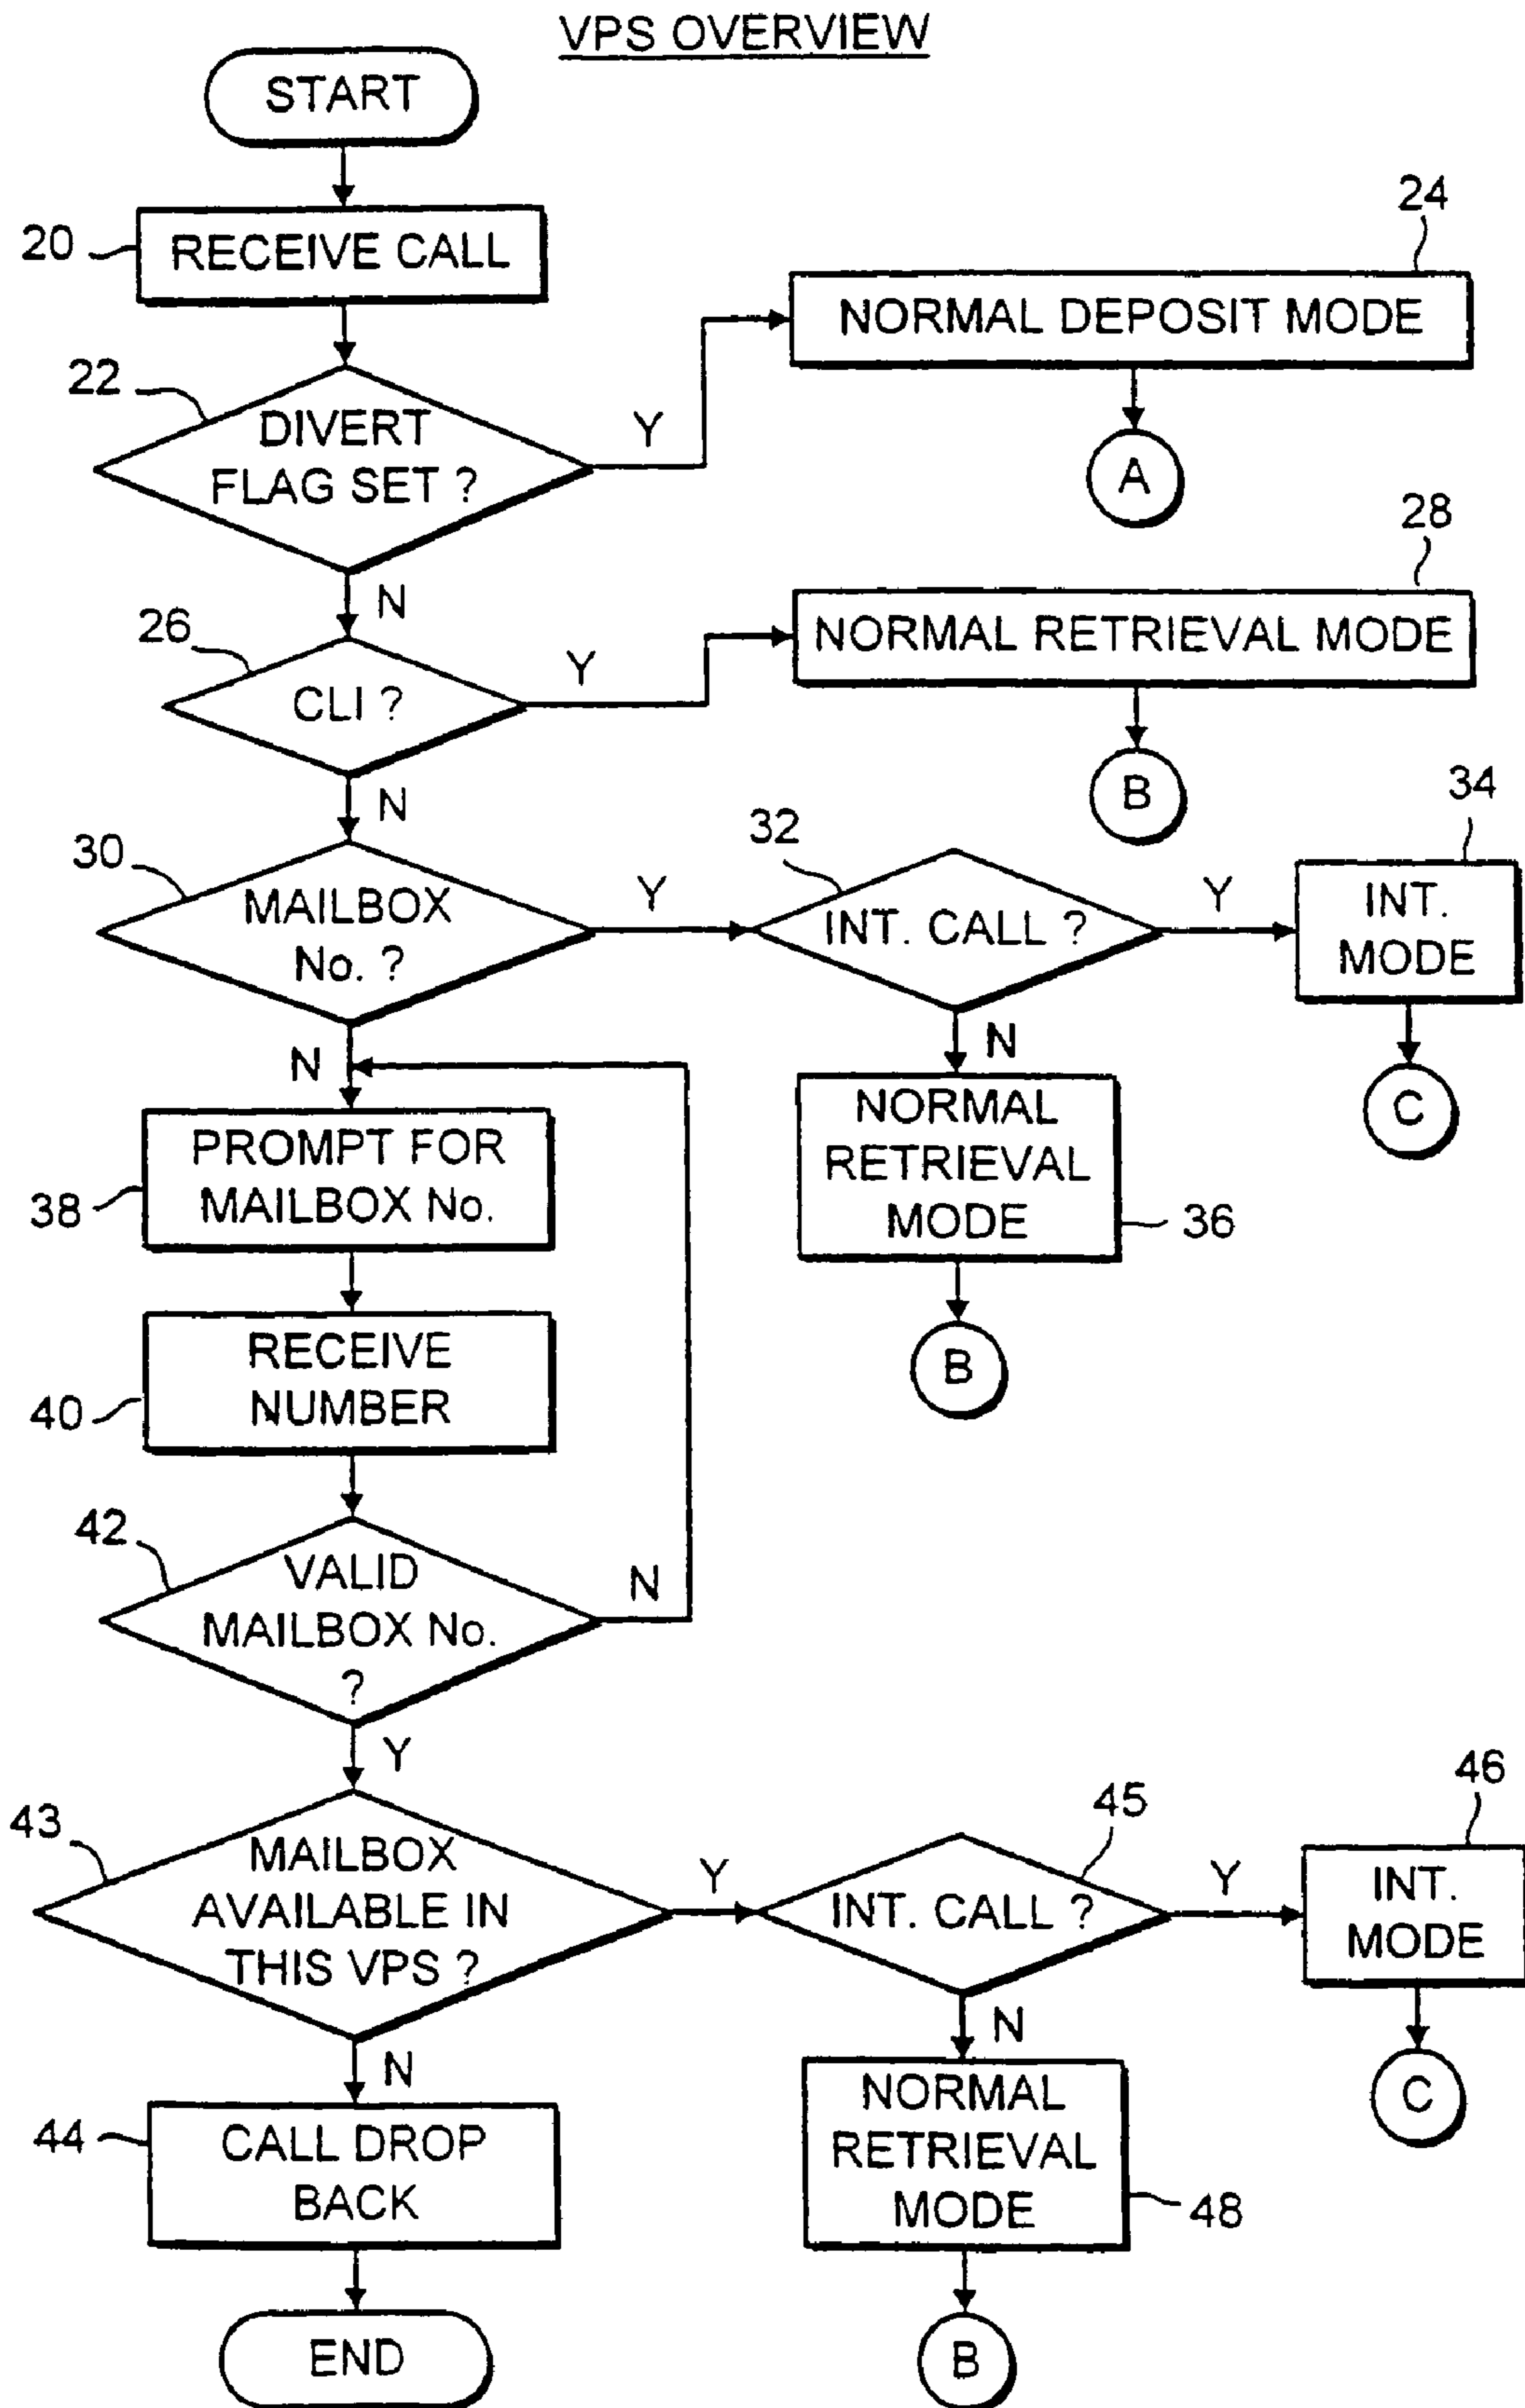 VPS OVERVIEW
START
20
RECEIVE CALL
24
NORMAL DEPOSIT MODE
22
DIVERT
FLAG SET ?
Y
A
N
28
NORMAL RETRIEVAL MODE
26
CLI ?
Y
B
N
30
MAILBOX
No. ?
Y
32
INT. CALL ?
Y
34
INT.
MODE
N
N
C
38
PROMPT FOR
MAILBOX No.
NORMAL
RETRIEVAL
MODE
36
40
RECEIVE
NUMBER
B
42
VALID
MAILBOX No.
?
N
Y
43
MAILBOX
AVAILABLE IN
THIS VPS ?
Y
45
INT. CALL ?
Y
46
INT.
MODE
N
N
C
44
CALL DROP
BACK
NORMAL
RETRIEVAL
MODE
48
END
B